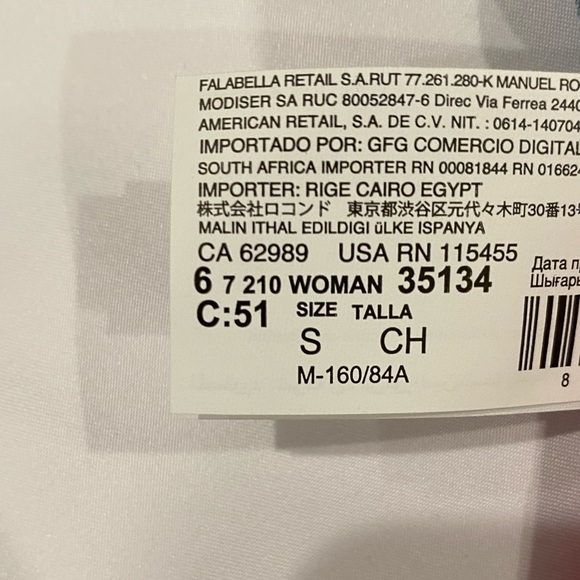 FALABELLA RETAIL S.A.RUT 77.261.280-K MANUEL RO
MODISER SA RUC 80052847-6 Direc Via Ferrea 2440
AMERICAN RETAIL, S.A. DE C.V. NIT. : 0614-140704
IMPORTADO POR: GFG COMERCIO DIGITAL
SOUTH AFRICA IMPORTER RN 00081844 RN 016624
IMPORTER: RIGE CAIRO EGYPT
株式会社ロコンド 東京都渋谷区元代々木町30番13号
MALIN ITHAL EDILDIGI üLKE ISPANYA
CA 62989 USA RN 115455
Дата п
Шығары
6 7 210 WOMAN 35134
C:51 SIZE TALLA
S CH
M-160/84A
8